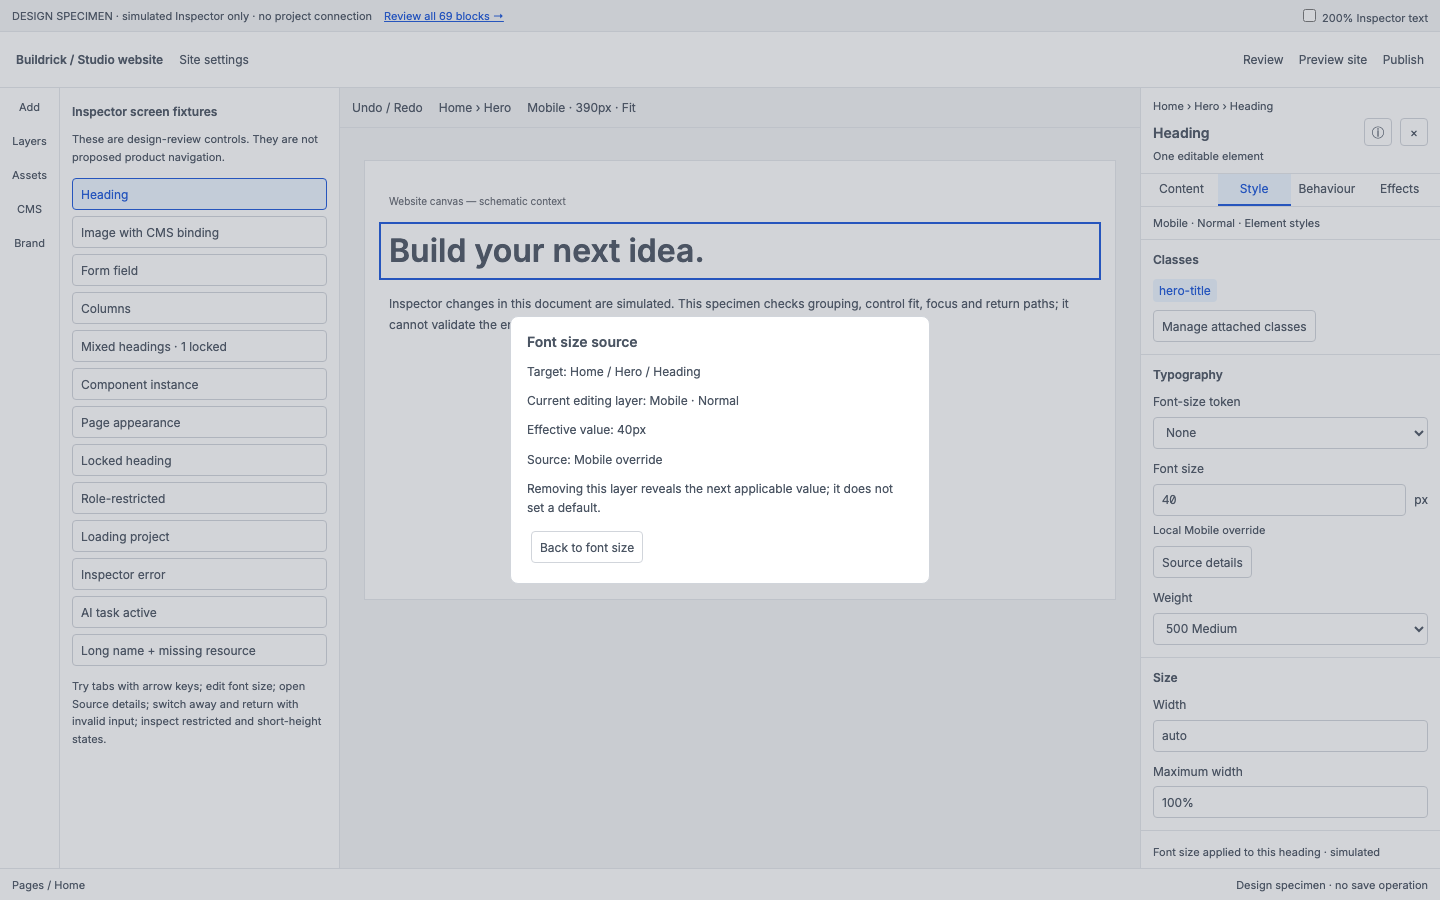 DESIGN SPECIMEN · simulated Inspector only · no project connection Review all 69 blocks → 200% Inspector text
Buildrick / Studio website Site settings Review Preview site Publish
Add
Layers
Assets
CMS
Brand
Inspector screen fixtures
These are design-review controls. They are not
proposed product navigation.
Heading
Image with CMS binding
Form field
Columns
Mixed headings · 1 locked
Component instance
Page appearance
Locked heading
Role-restricted
Loading project
Inspector error
AI task active
Long name + missing resource
Try tabs with arrow keys; edit font size; open
Source details; switch away and return with
invalid input; inspect restricted and short-height
states.
Undo / Redo Home › Hero Mobile · 390px · Fit
Website canvas — schematic context
Build your next idea.
Inspector changes in this document are simulated. This specimen checks grouping, control fit, focus and return paths; it
cannot validate the
Font size source
Target: Home / Hero / Heading
Current editing layer: Mobile · Normal
Effective value: 40px
Source: Mobile override
Removing this layer reveals the next applicable value; it does not
set a default.
Back to font size
Home › Hero › Heading
Heading
ⓘ ×
One editable element
Content Style Behaviour Effects
Mobile · Normal · Element styles
Classes
hero-title
Manage attached classes
Typography
Font-size token
None
Font size
40 px
Local Mobile override
Source details
Weight
500 Medium
Size
Width
auto
Maximum width
100%
Font size applied to this heading · simulated
Pages / Home Design specimen · no save operation